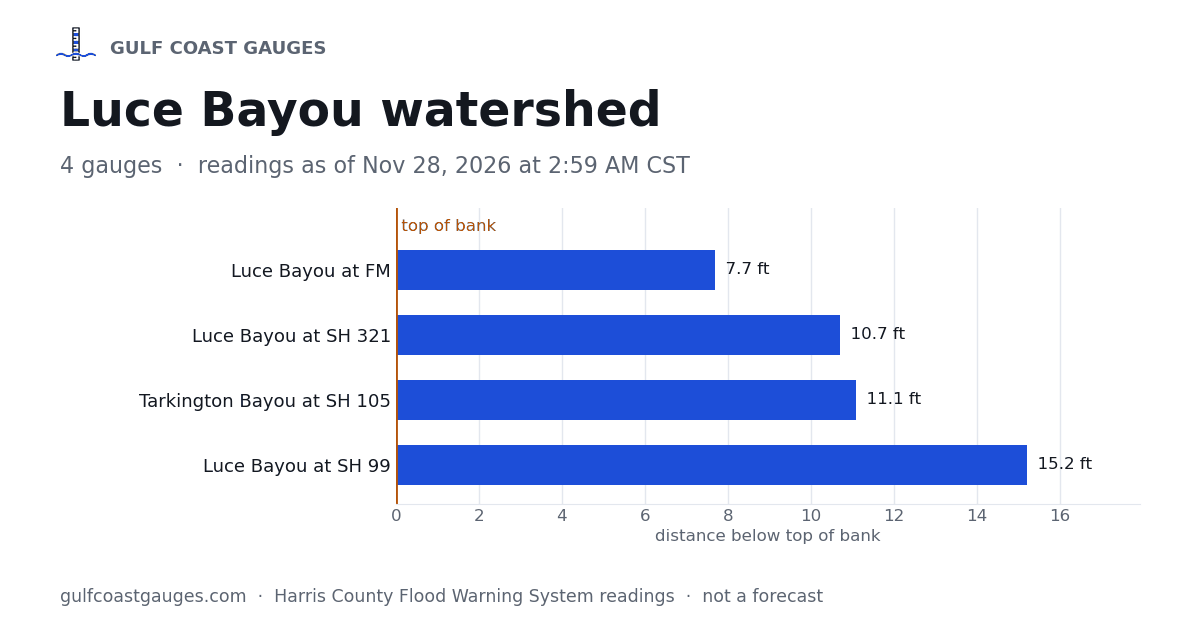 GULF COAST GAUGES
Luce Bayou watershed
4 gauges · readings as of Nov 28, 2026 at 2:59 AM CST
top of bank
Luce Bayou at FM 7.7 ft
Luce Bayou at SH 321 10.7 ft
Tarkington Bayou at SH 105 11.1 ft
Luce Bayou at SH 99 15.2 ft
0 2 4 6 8 10 12 14 16
distance below top of bank
gulfcoastgauges.com · Harris County Flood Warning System readings · not a forecast